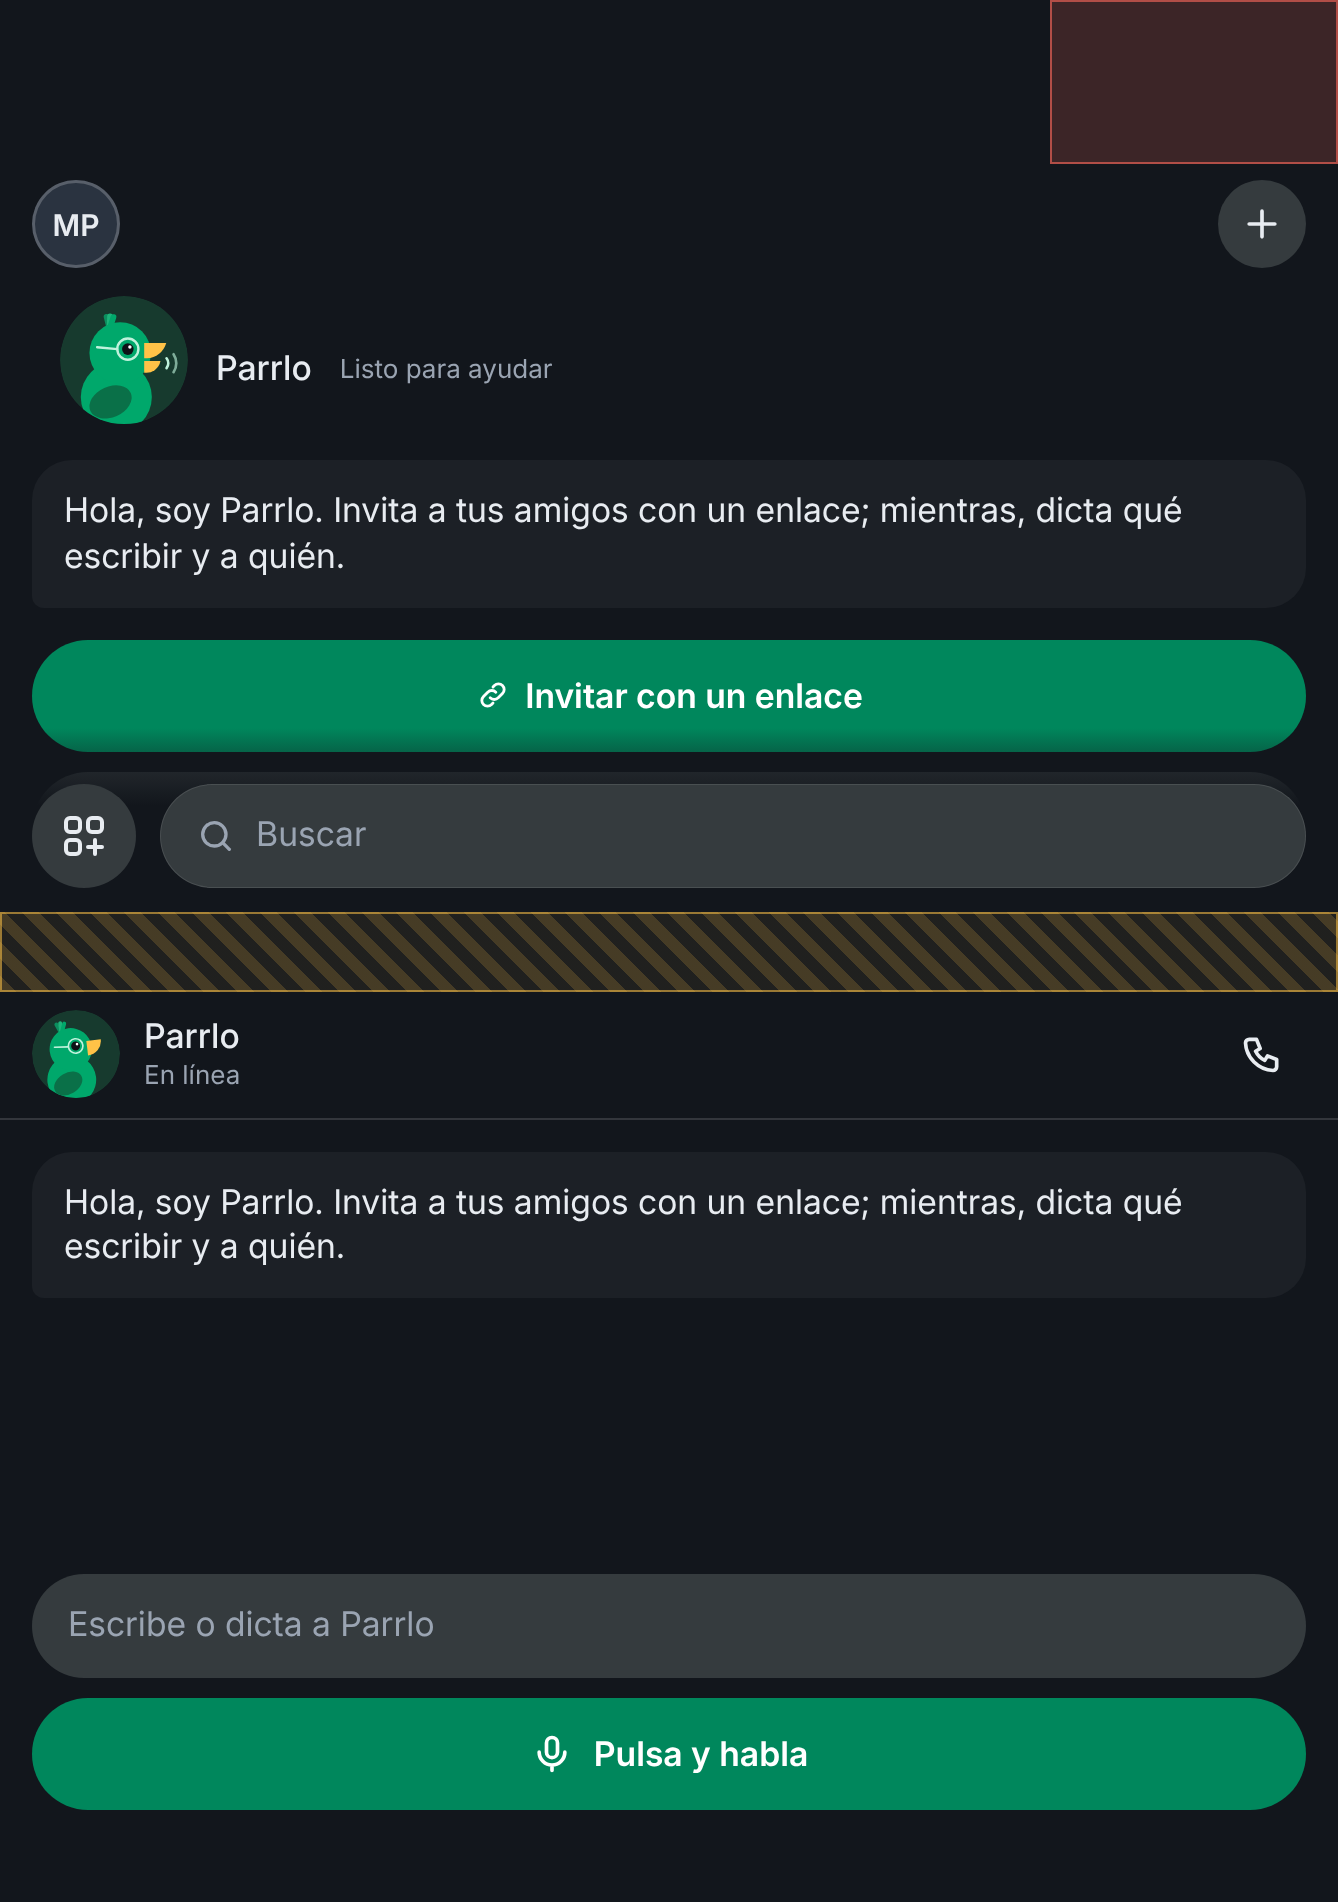 MP
Parrlo Listo para ayudar
Hola, soy Parrlo. Invita a tus amigos con un enlace; mientras, dicta qué
escribir y a quién.
Invitar con un enlace
Buscar
Parrlo
En línea
Hola, soy Parrlo. Invita a tus amigos con un enlace; mientras, dicta qué
escribir y a quién.
Escribe o dicta a Parrlo
Pulsa y habla